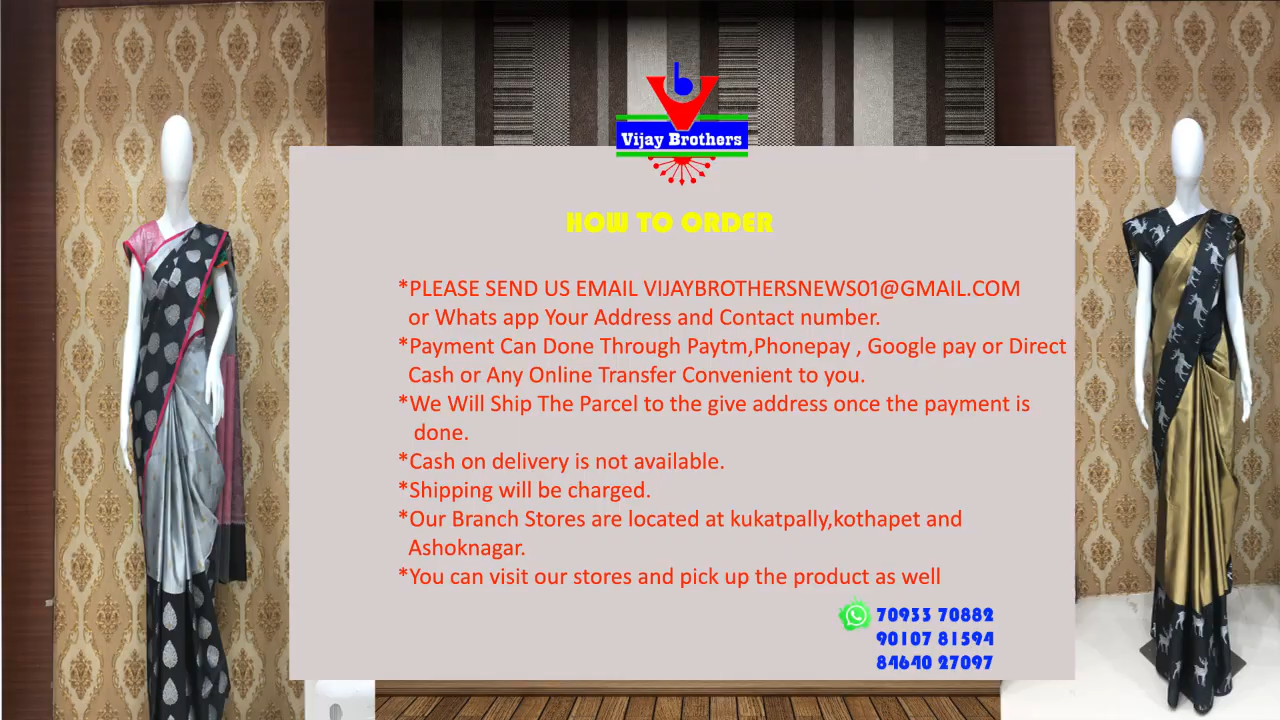 b
Vijay Brothers
HOW TO ORDER
*PLEASE SEND US EMAIL VIJAYBROTHERSNEWS01@GMAIL.COM
or Whats app Your Address and Contact number.
*Payment Can Done Through Paytm,Phonepay , Google pay or Direct
Cash or Any Online Transfer Convenient to you.
*We Will Ship The Parcel to the give address once the payment is
done.
*Cash on delivery is not available.
*Shipping will be charged.
*Our Branch Stores are located at kukatpally,kothapet and
Ashoknagar.
*You can visit our stores and pick up the product as well
70933 70882
90107 81594
84640 27097